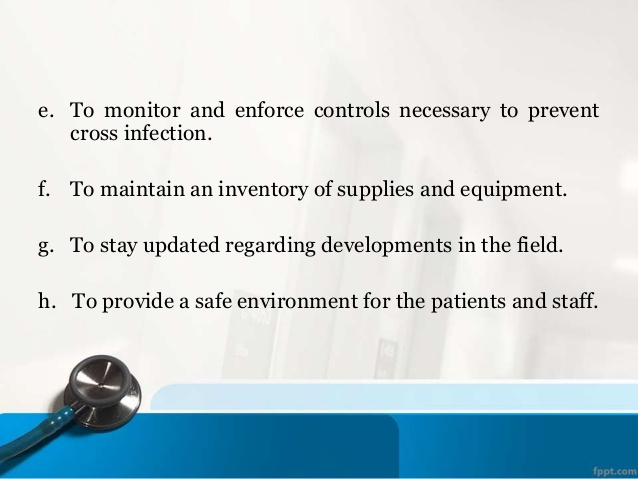 e. To monitor and enforce controls necessary to prevent
cross infection.
f. To maintain an inventory of supplies and equipment.
g. To stay updated regarding developments in the field.
h. To provide a safe environment for the patients and staff.
fppt.com